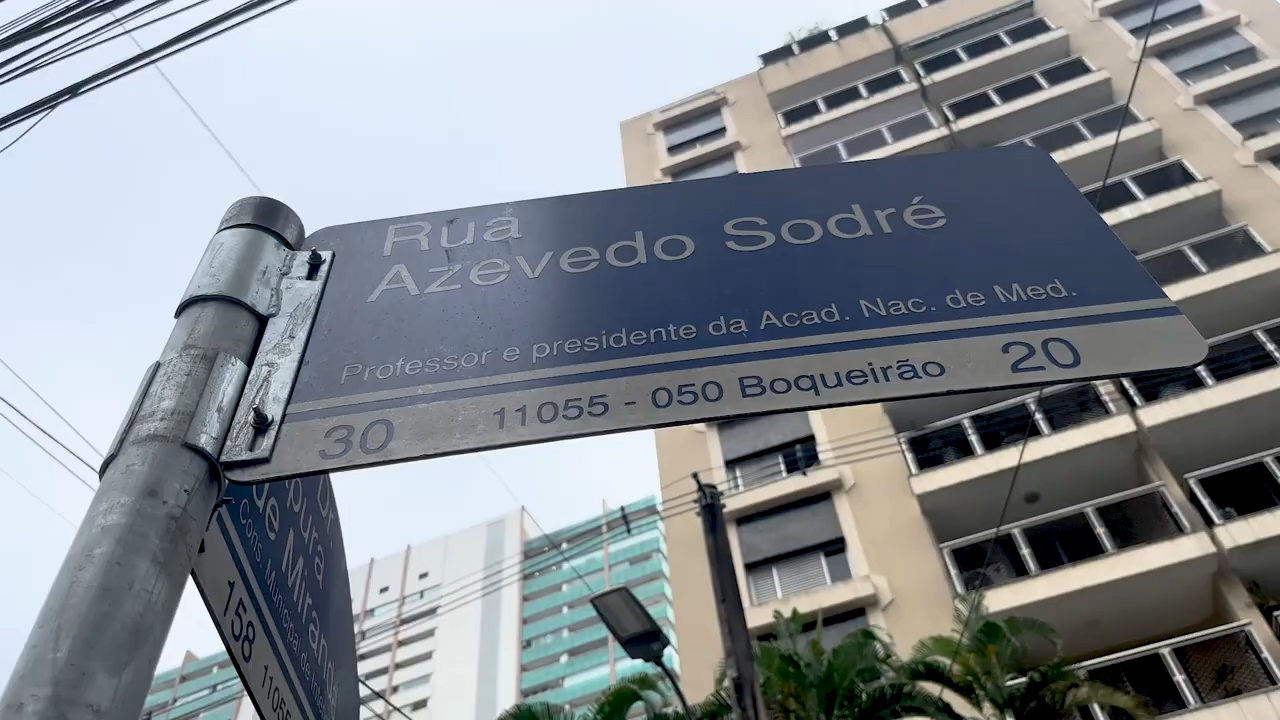 Rua
Azevedo Sodré
Professor e presidente da Acad. Nac. de Med.
30 11055 - 050 Boqueirão 20
Dr.
de Miranda
Cons. Municipal de
158 11055